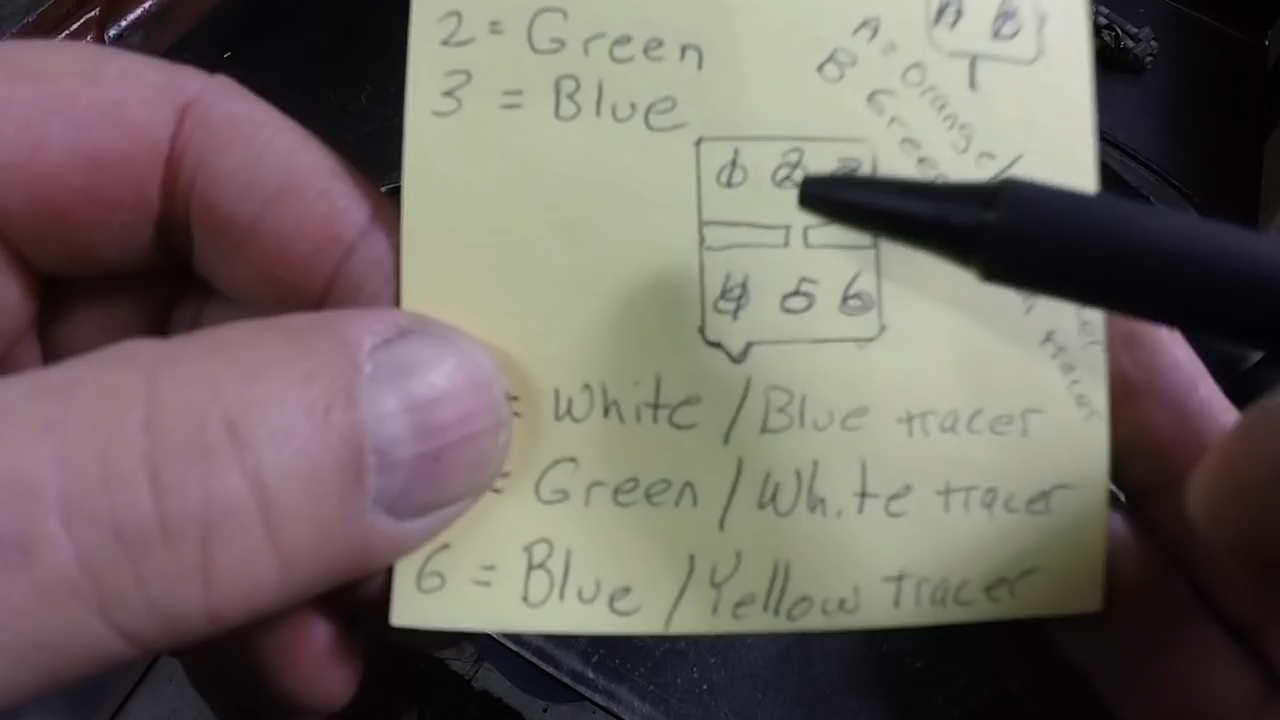 2 = Green
3 = Blue
A B
A = Orange/
B Green
tracer
1 2 3
4 5 6
= White / Blue tracer
= Green / White tracer
6 = Blue / Yellow tracer